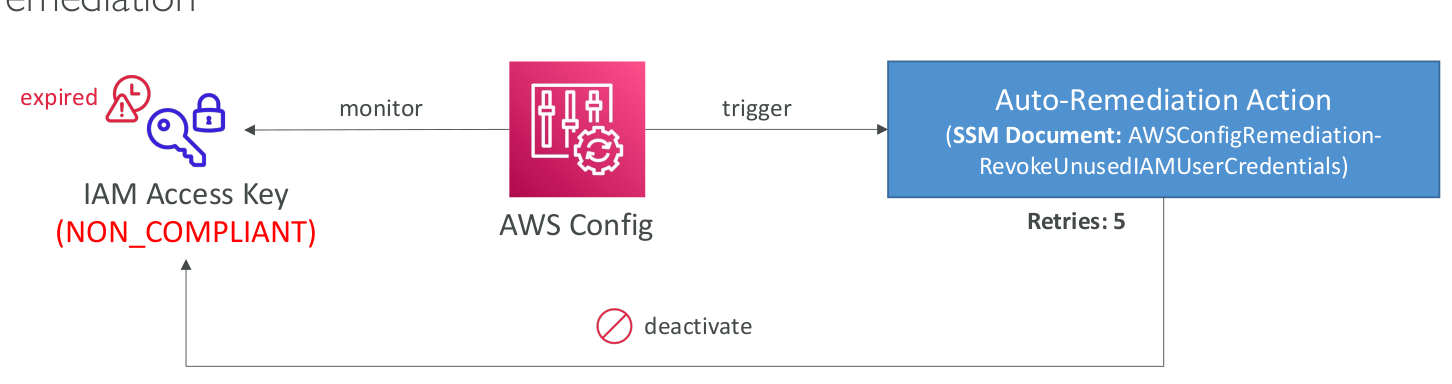 emediation
expired
monitor
trigger
Auto-Remediation Action
(SSM Document: AWSConfigRemediation-
RevokeUnusedIAMUserCredentials)
IAM Access Key
(NON_COMPLIANT)
AWS Config
Retries: 5
deactivate